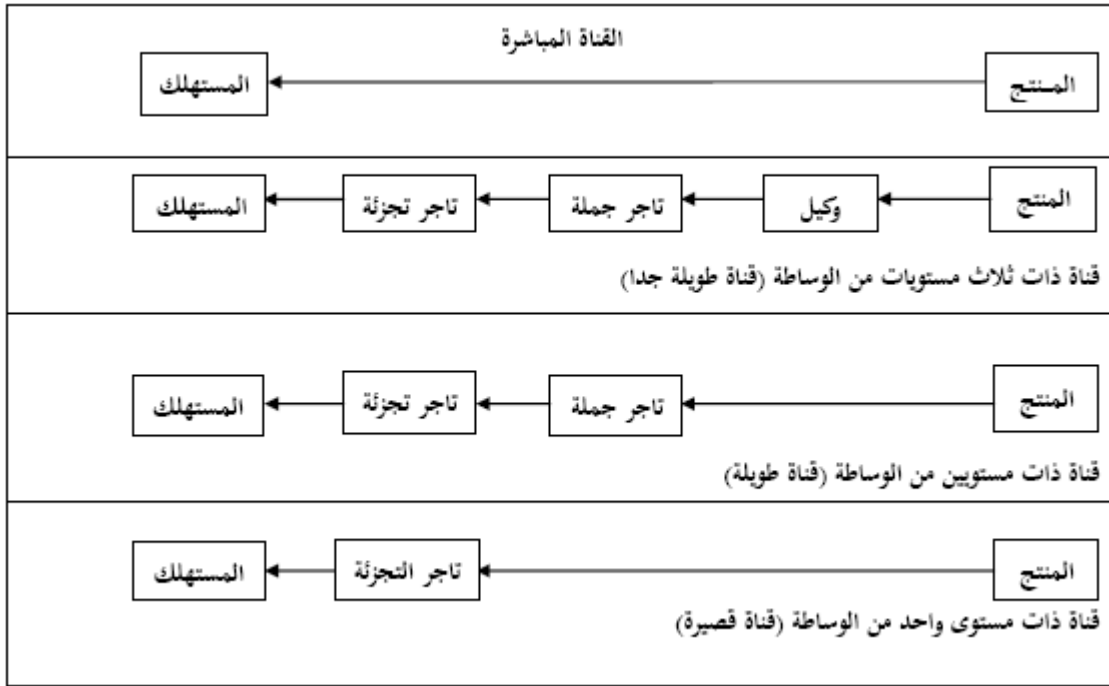 القناة المباشرة
المـنتج المستهلك
المنتج وكيل تاجر جملة تاجر تجزئة المستهلك
قناة ذات ثلاث مستويات من الوساطة (قناة طويلة جدا)
المنتج تاجر جملة تاجر تجزئة المستهلك
قناة ذات مستويين من الوساطة (قناة طويلة)
المنتج تاجر التجزئة المستهلك
قناة ذات مستوى واحد من الوساطة (قناة قصيرة)